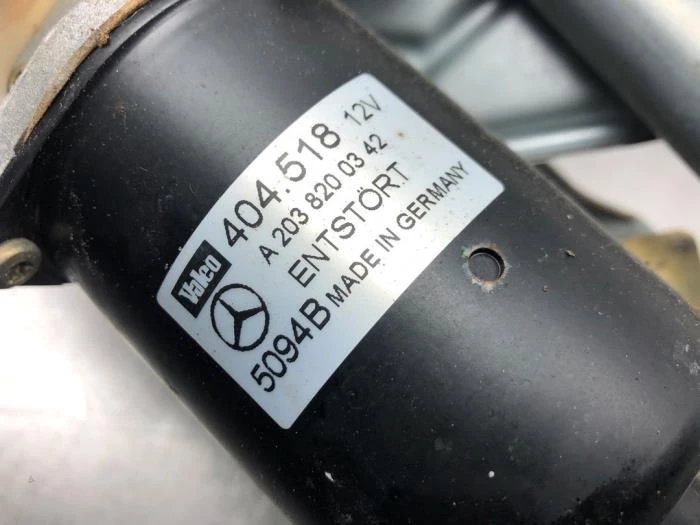 Valeo 404.518 12V
A 203 820 03 42
ENTSTÖRT
5094B MADE IN GERMANY